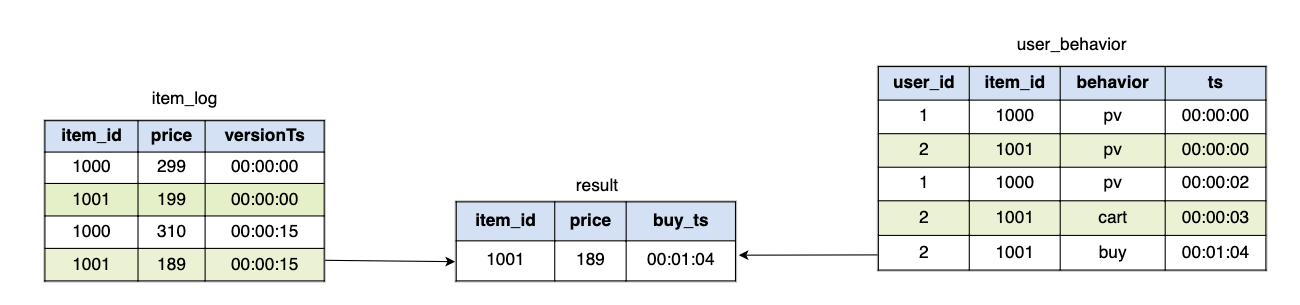 item_log
item_id price versionTs
1000 299 00:00:00
1001 199 00:00:00
1000 310 00:00:15
1001 189 00:00:15
result
item_id price buy_ts
1001 189 00:01:04
user_behavior
user_id item_id behavior ts
1 1000 pv 00:00:00
2 1001 pv 00:00:00
1 1000 pv 00:00:02
2 1001 cart 00:00:03
2 1001 buy 00:01:04